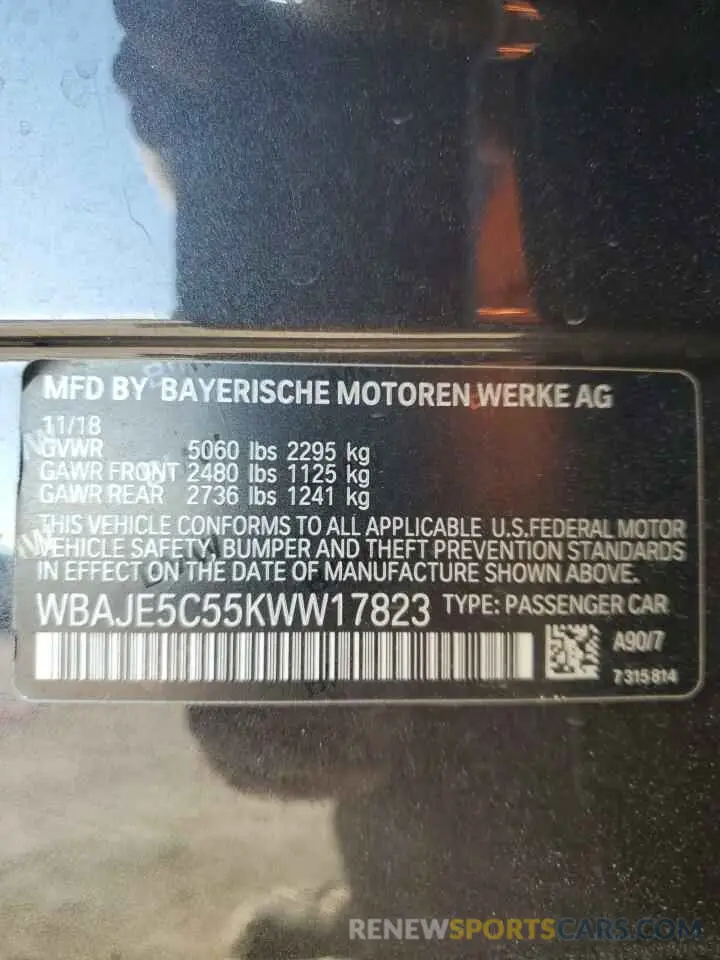 MFD BY BAYERISCHE MOTOREN WERKE AG
11/18
GVWR 5060 lbs 2295 kg
GAWR FRONT 2480 lbs 1125 kg
GAWR REAR 2736 lbs 1241 kg
THIS VEHICLE CONFORMS TO ALL APPLICABLE U.S.FEDERAL MOTOR
VEHICLE SAFETY, BUMPER AND THEFT PREVENTION STANDARDS
IN EFFECT ON THE DATE OF MANUFACTURE SHOWN ABOVE.
WBAJE5C55KWW17823 TYPE: PASSENGER CAR
A90/7
7315814
RENEWSPORTSCARS.COM